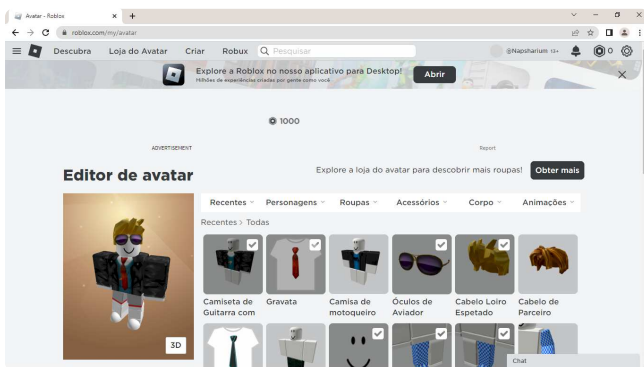 Avatar - Roblox
roblox.com/my/avatar
Descubra Loja do Avatar Criar Robux Pesquisar @Napsharium 13+ 0
Explore a Roblox no nosso aplicativo para Desktop!
Milhões de experiências criadas por gente como você
Abrir
1000
ADVERTISEMENT Report
Editor de avatar
Explore a loja do avatar para descobrir mais roupas! Obter mais
Recentes Personagens Roupas Acessórios Corpo Animações
Recentes > Todas
Camiseta de Guitarra com
Gravata
Camisa de motoqueiro
Óculos de Aviador
Cabelo Loiro Espetado
Cabelo de Parceiro
3D
Chat